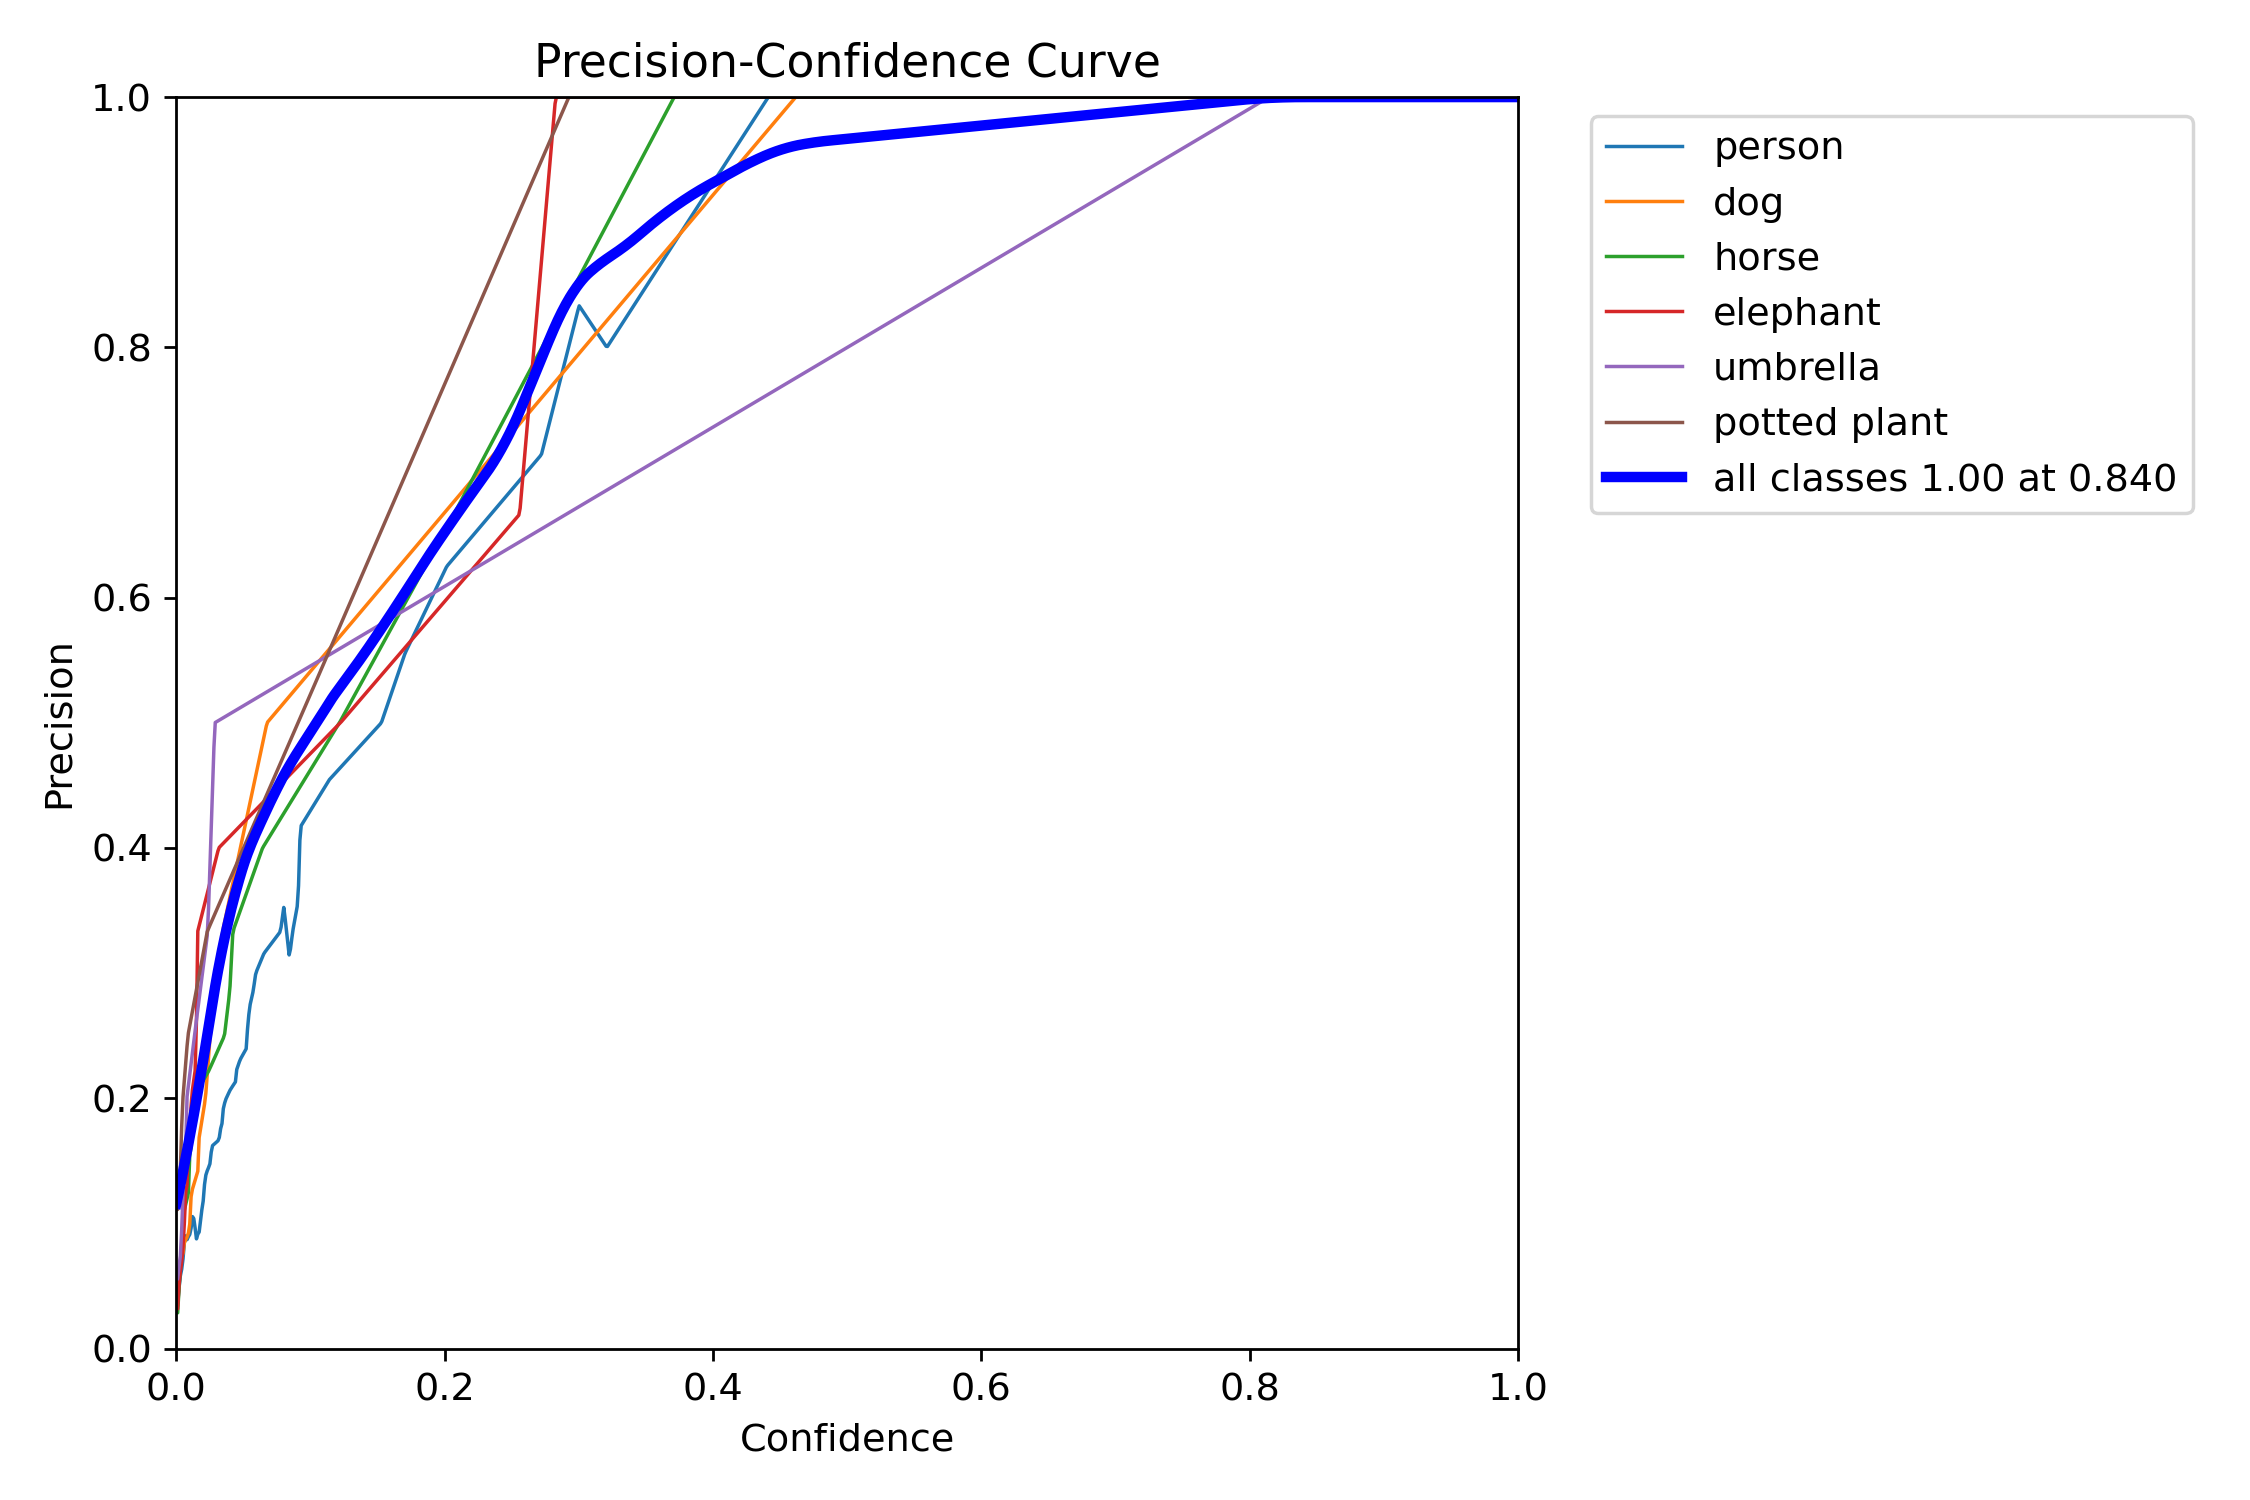 Precision-Confidence Curve
1.0
0.8
0.6
0.4
0.2
0.0
Precision
0.0 0.2 0.4 0.6 0.8 1.0
Confidence
person
dog
horse
elephant
umbrella
potted plant
all classes 1.00 at 0.840